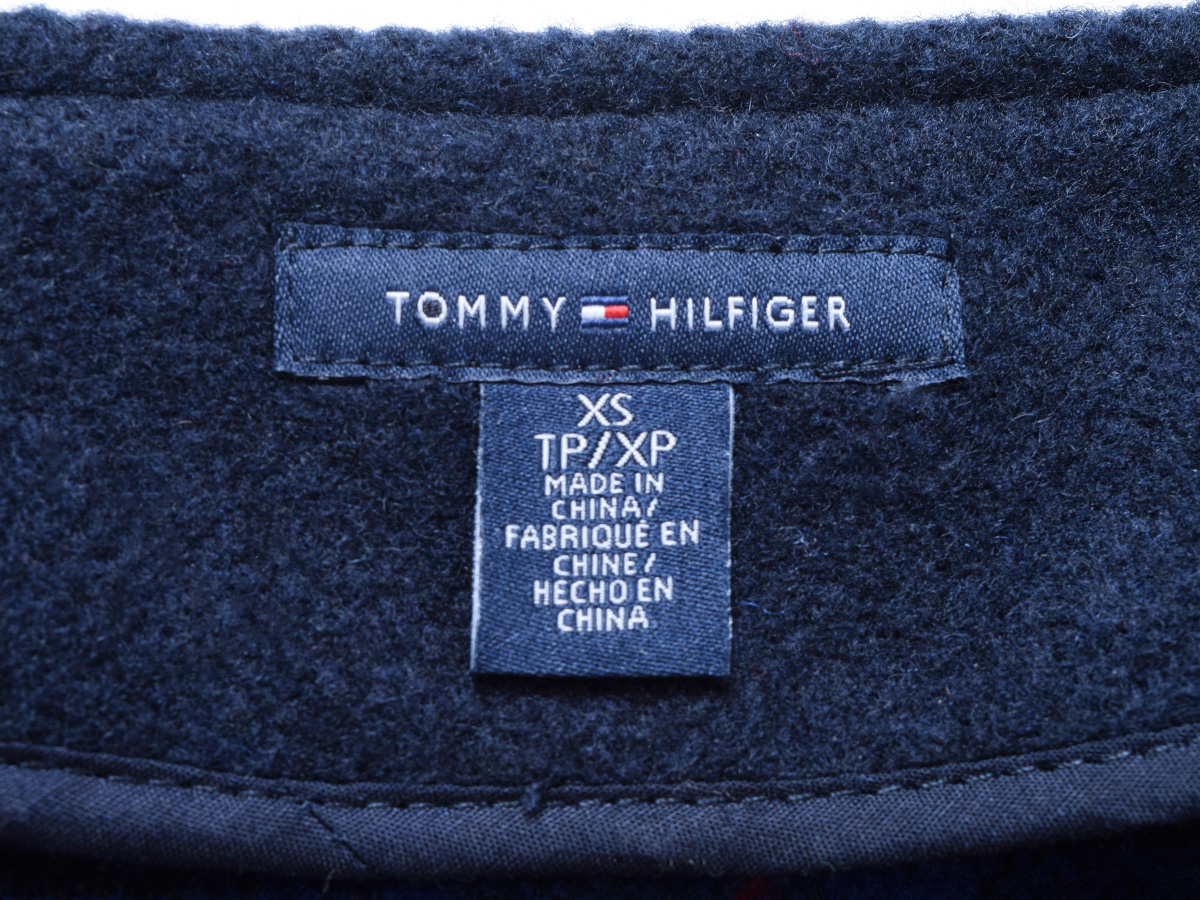 TOMMY HILFIGER
XS
TP/XP
MADE IN
CHINA/
FABRIQUÉ EN
CHINE/
HECHO EN
CHINA